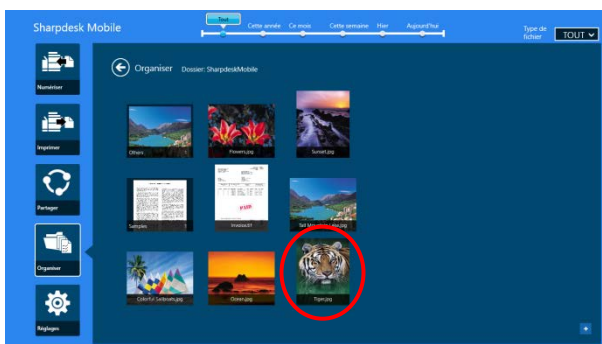 Sharpdesk Mobile
Tout
Cette année
Ce mois
Cette semaine
Hier
Aujourd'hui
Type de
fichier
TOUT
Numériser
Imprimer
Partager
Organiser
Réglages
Organiser
Dossier: SharpdeskMobile
Others
Flowers.jpg
Sunset.jpg
Samples
Colorful Sailboats.jpg
Ocean.jpg
Tiger.jpg